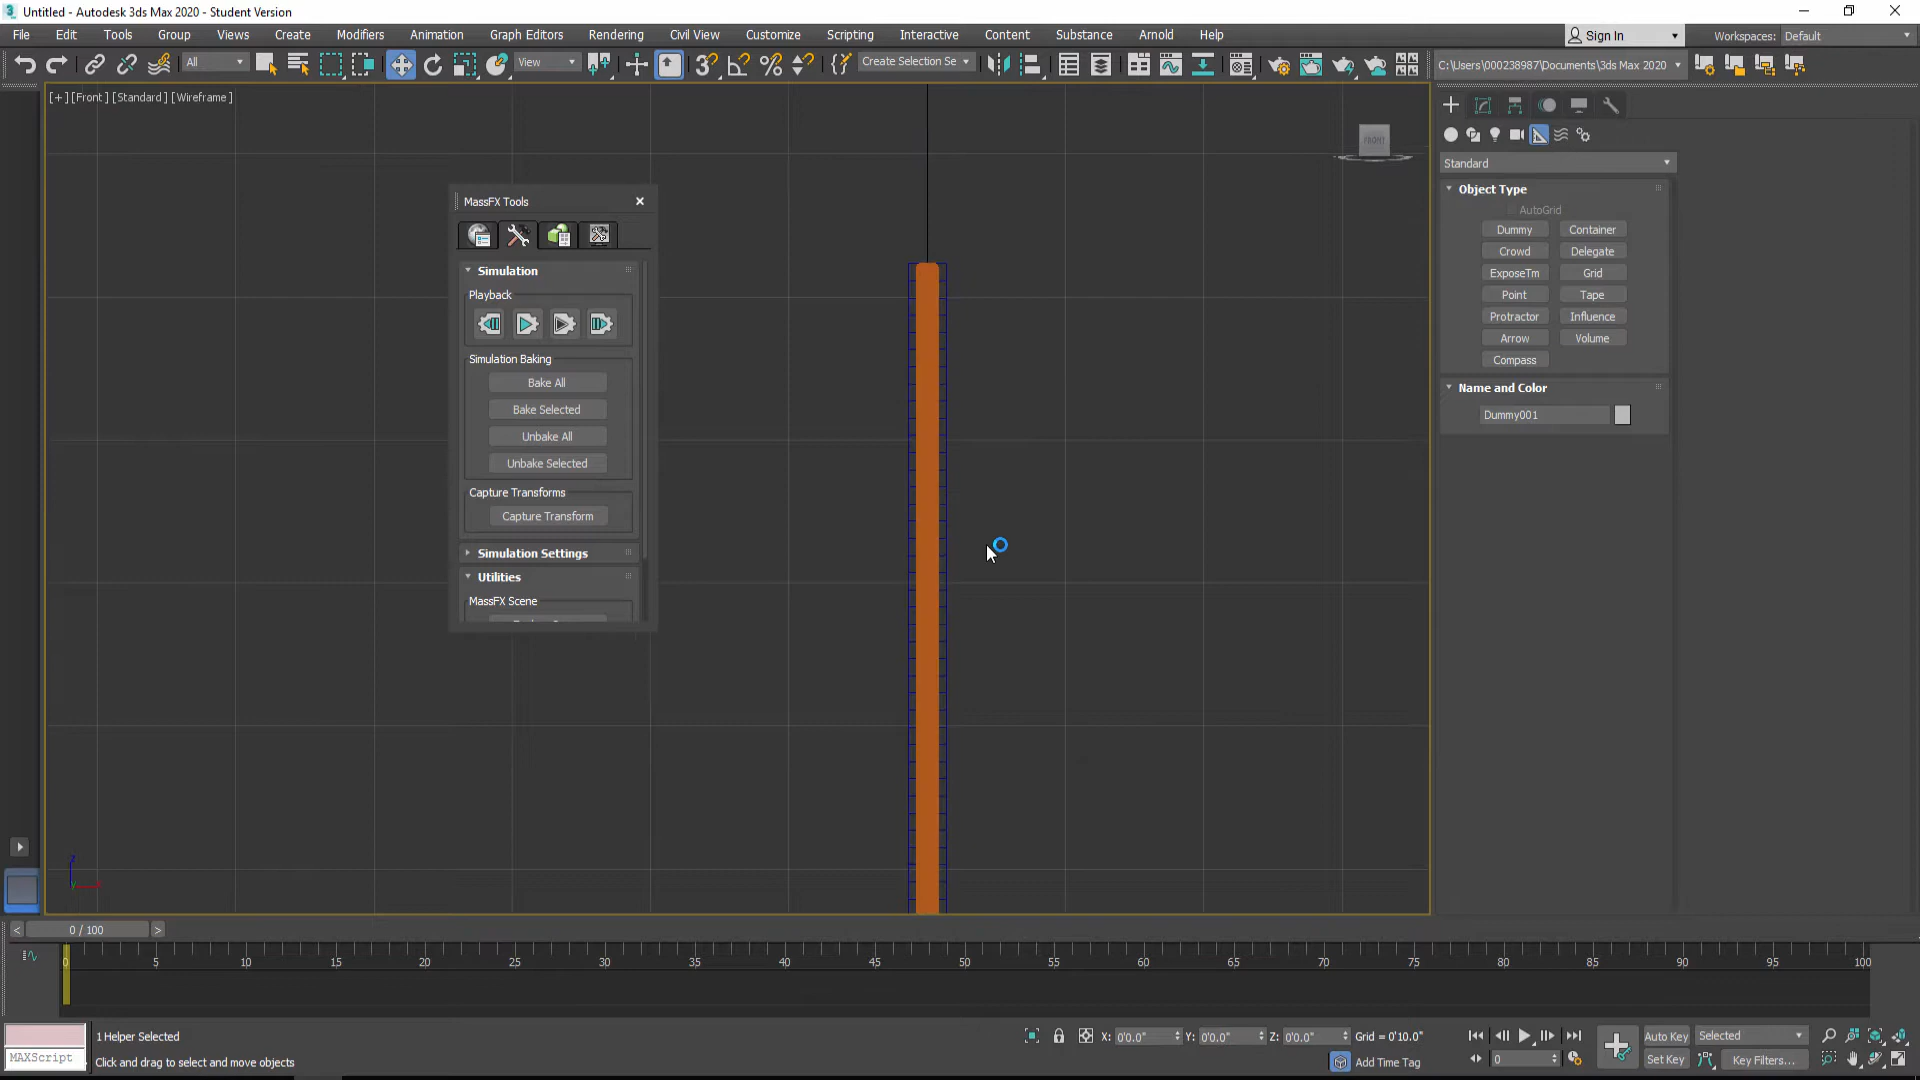 Untitled - Autodesk 3ds Max 2020 - Student Version
File Edit Tools Group Views Create Modifiers Animation Graph Editors Rendering Civil View Customize Scripting Interactive Content Substance Arnold Help Sign In Workspaces: Default
All View Create Selection Se C:\Users\000238987\Documents\3ds Max 2020
[+] [Front] [Standard] [Wireframe]
FRONT
Standard
Object Type
AutoGrid
Dummy Container
Crowd Delegate
ExposeTm Grid
Point Tape
Protractor Influence
Arrow Volume
Compass
Name and Color
Dummy001
MassFX Tools
Simulation
Playback
Simulation Baking
Bake All
Bake Selected
Unbake All
Unbake Selected
Capture Transforms
Capture Transform
Simulation Settings
Utilities
MassFX Scene
z
< 0 / 100 >
0 5 10 15 20 25 30 35 40 45 50 55 60 65 70 75 80 85 90 95 100
1 Helper Selected X: 0'0.0" Y: 0'0.0" Z: 0'0.0" Grid = 0'10.0" Auto Key Selected
MAXScript Click and drag to select and move objects Add Time Tag 0 Set Key Key Filters...